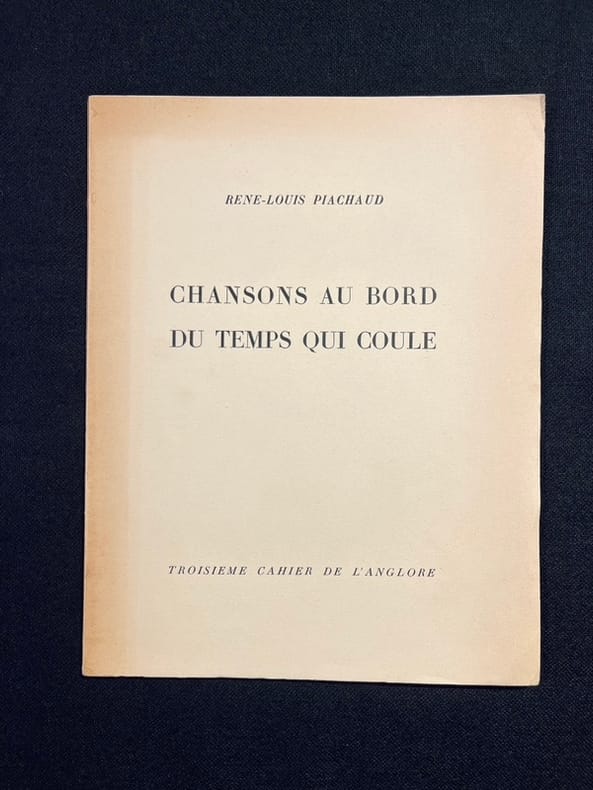 RENE-LOUIS PIACHAUD
CHANSONS AU BORD
DU TEMPS QUI COULE
TROISIEME CAHIER DE L'ANGLORE